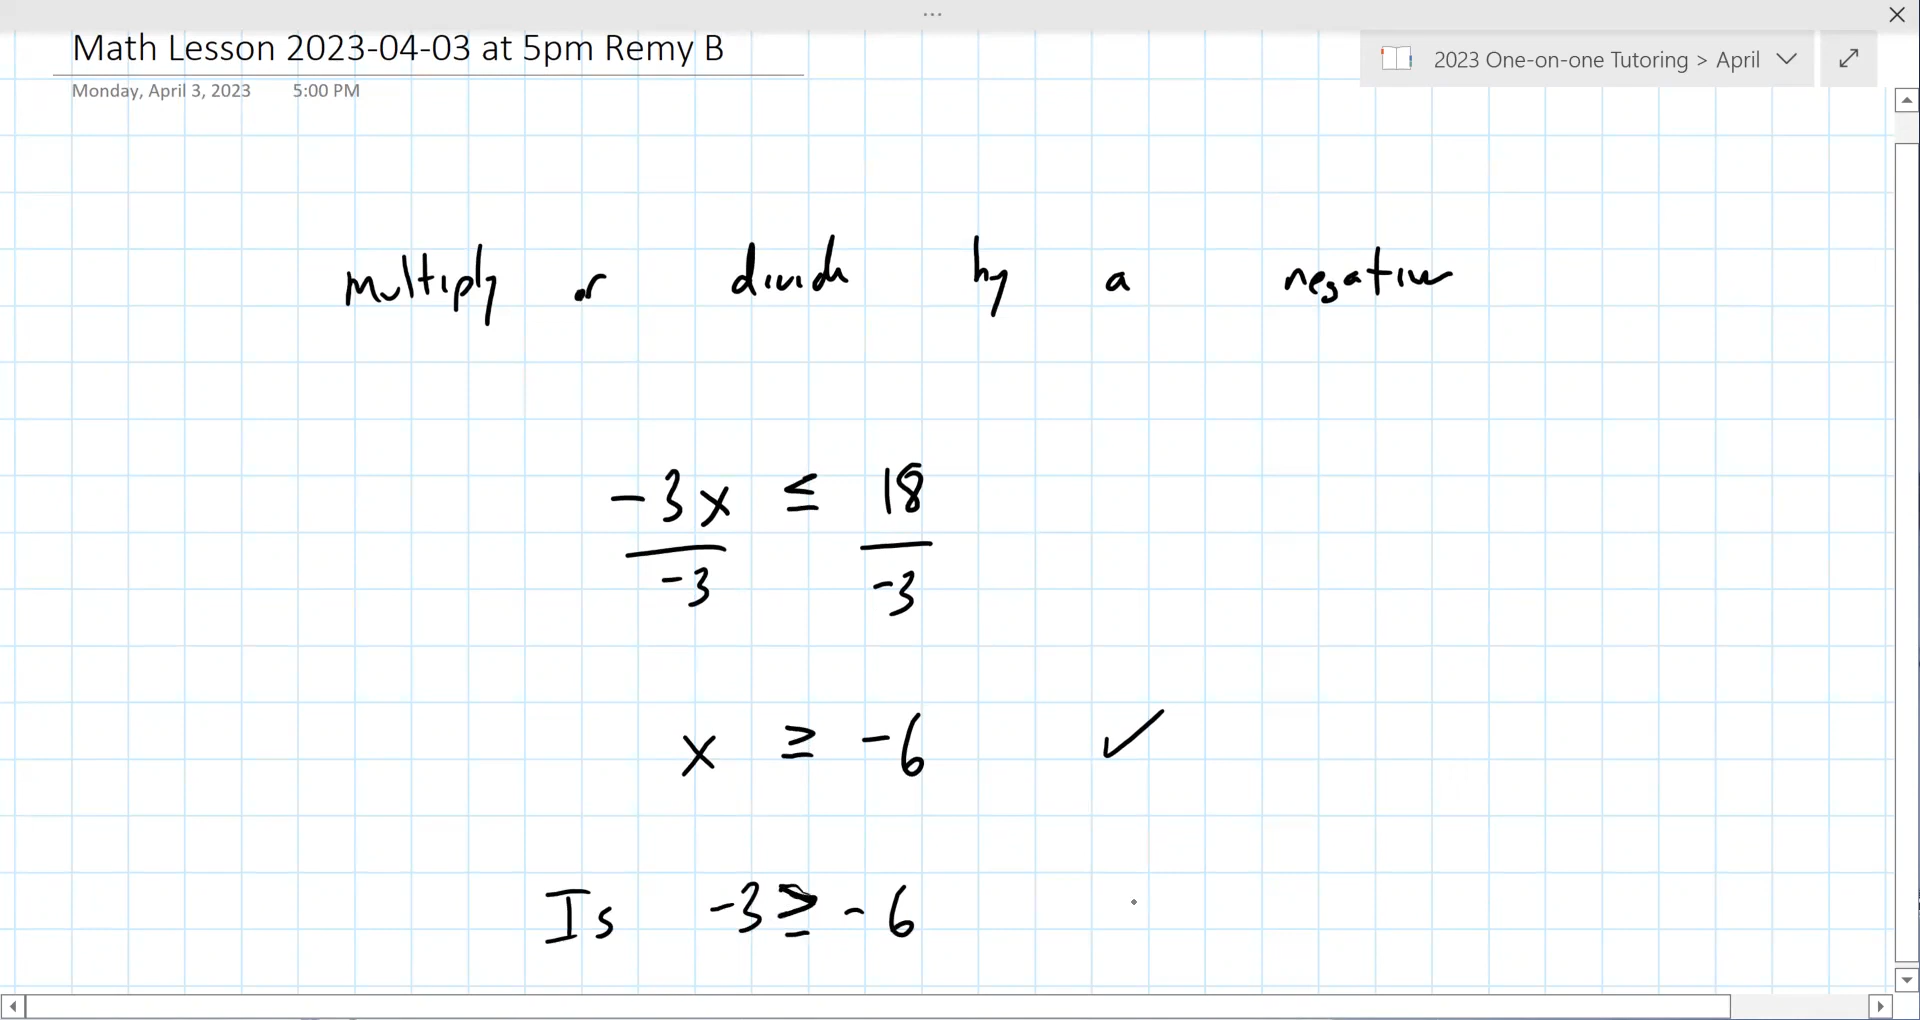 Math Lesson 2023-04-03 at 5pm Remy B
2023 One-on-one Tutoring > April
Monday, April 3, 2023 5:00 PM
multiply or divide by a negative
-3x ≤ 18
-3 -3
x ≥ -6 ✓
Is -3 ≥ -6